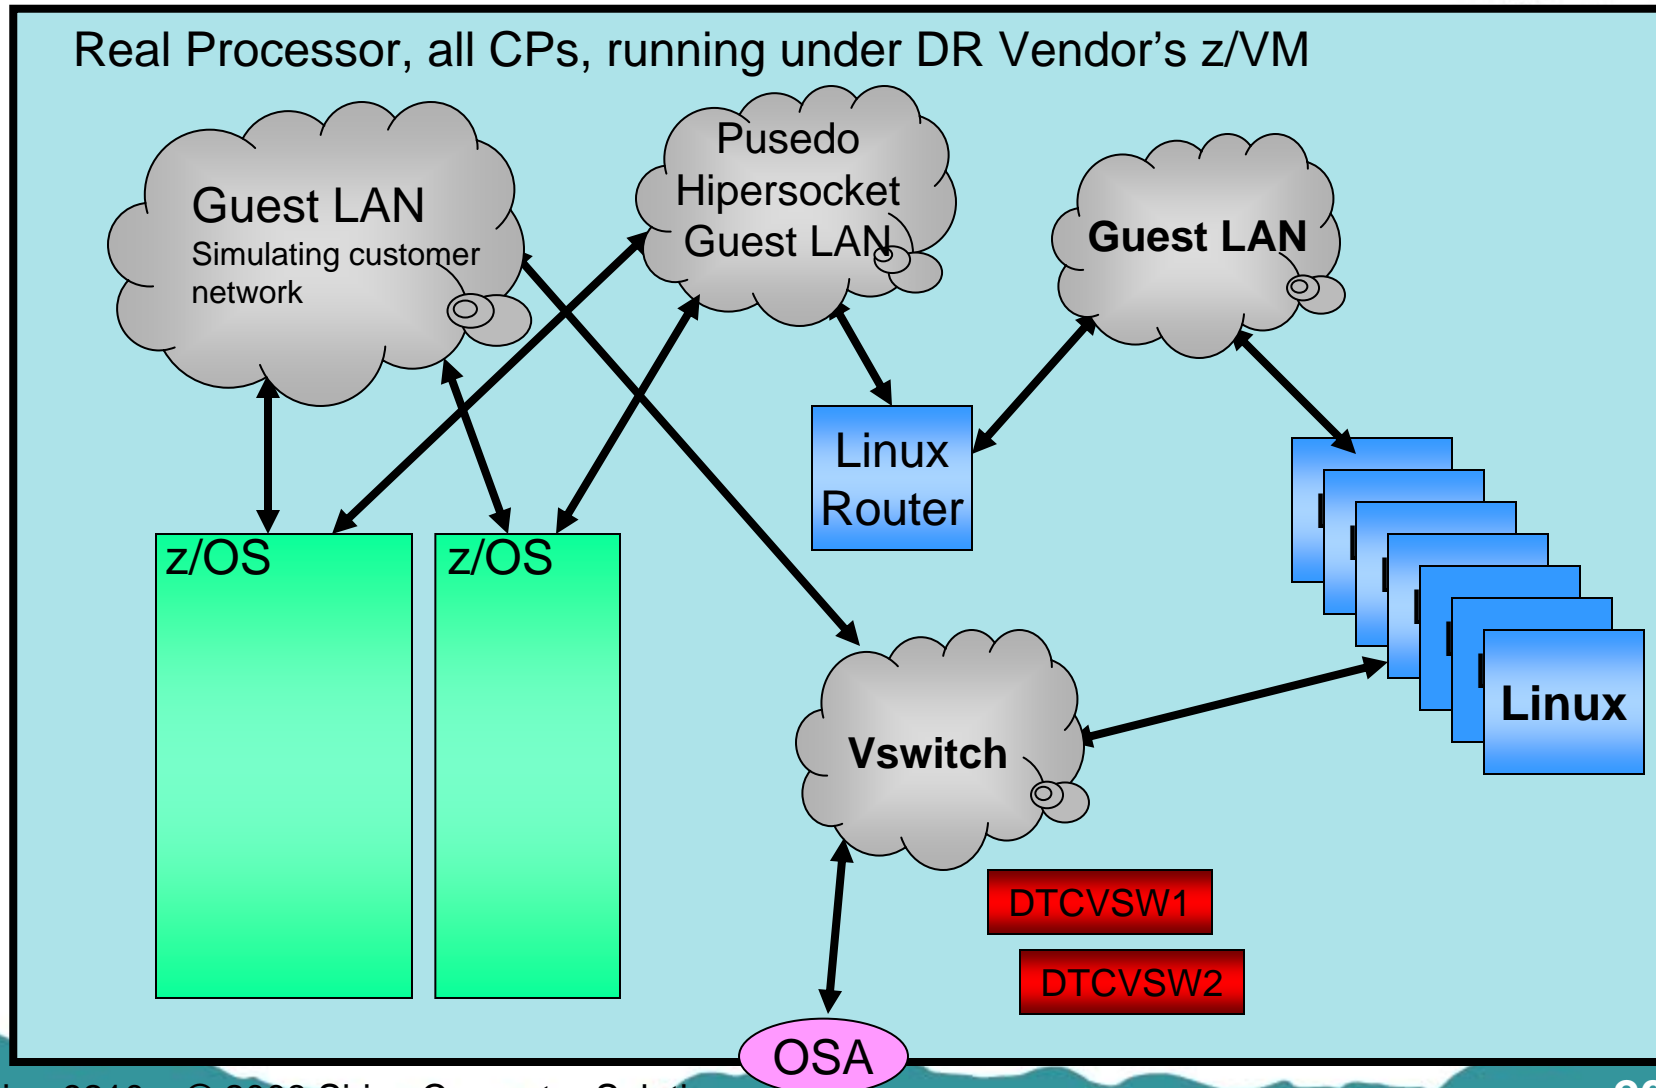 Real Processor, all CPs, running under DR Vendor's z/VM
Guest LAN
Simulating customer
network
Pusedo
Hipersocket
Guest LAN
Guest LAN
Linux
Router
z/OS
z/OS
Linux
Vswitch
DTCVSW1
DTCVSW2
OSA